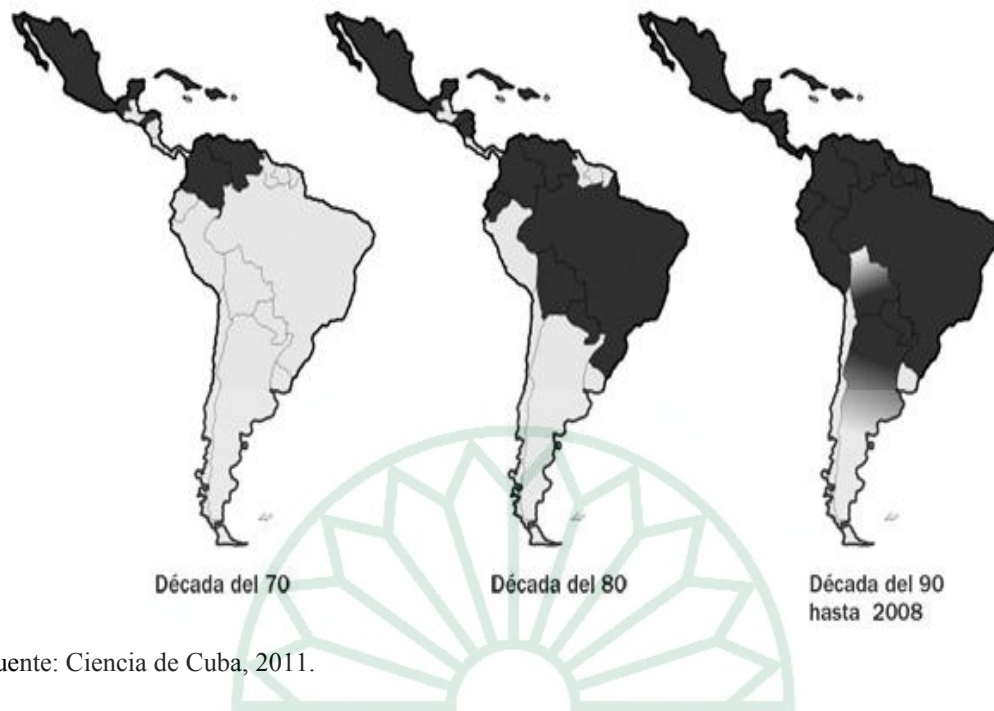 Década del 70
Década del 80
Década del 90
hasta 2008
uente: Ciencia de Cuba, 2011.